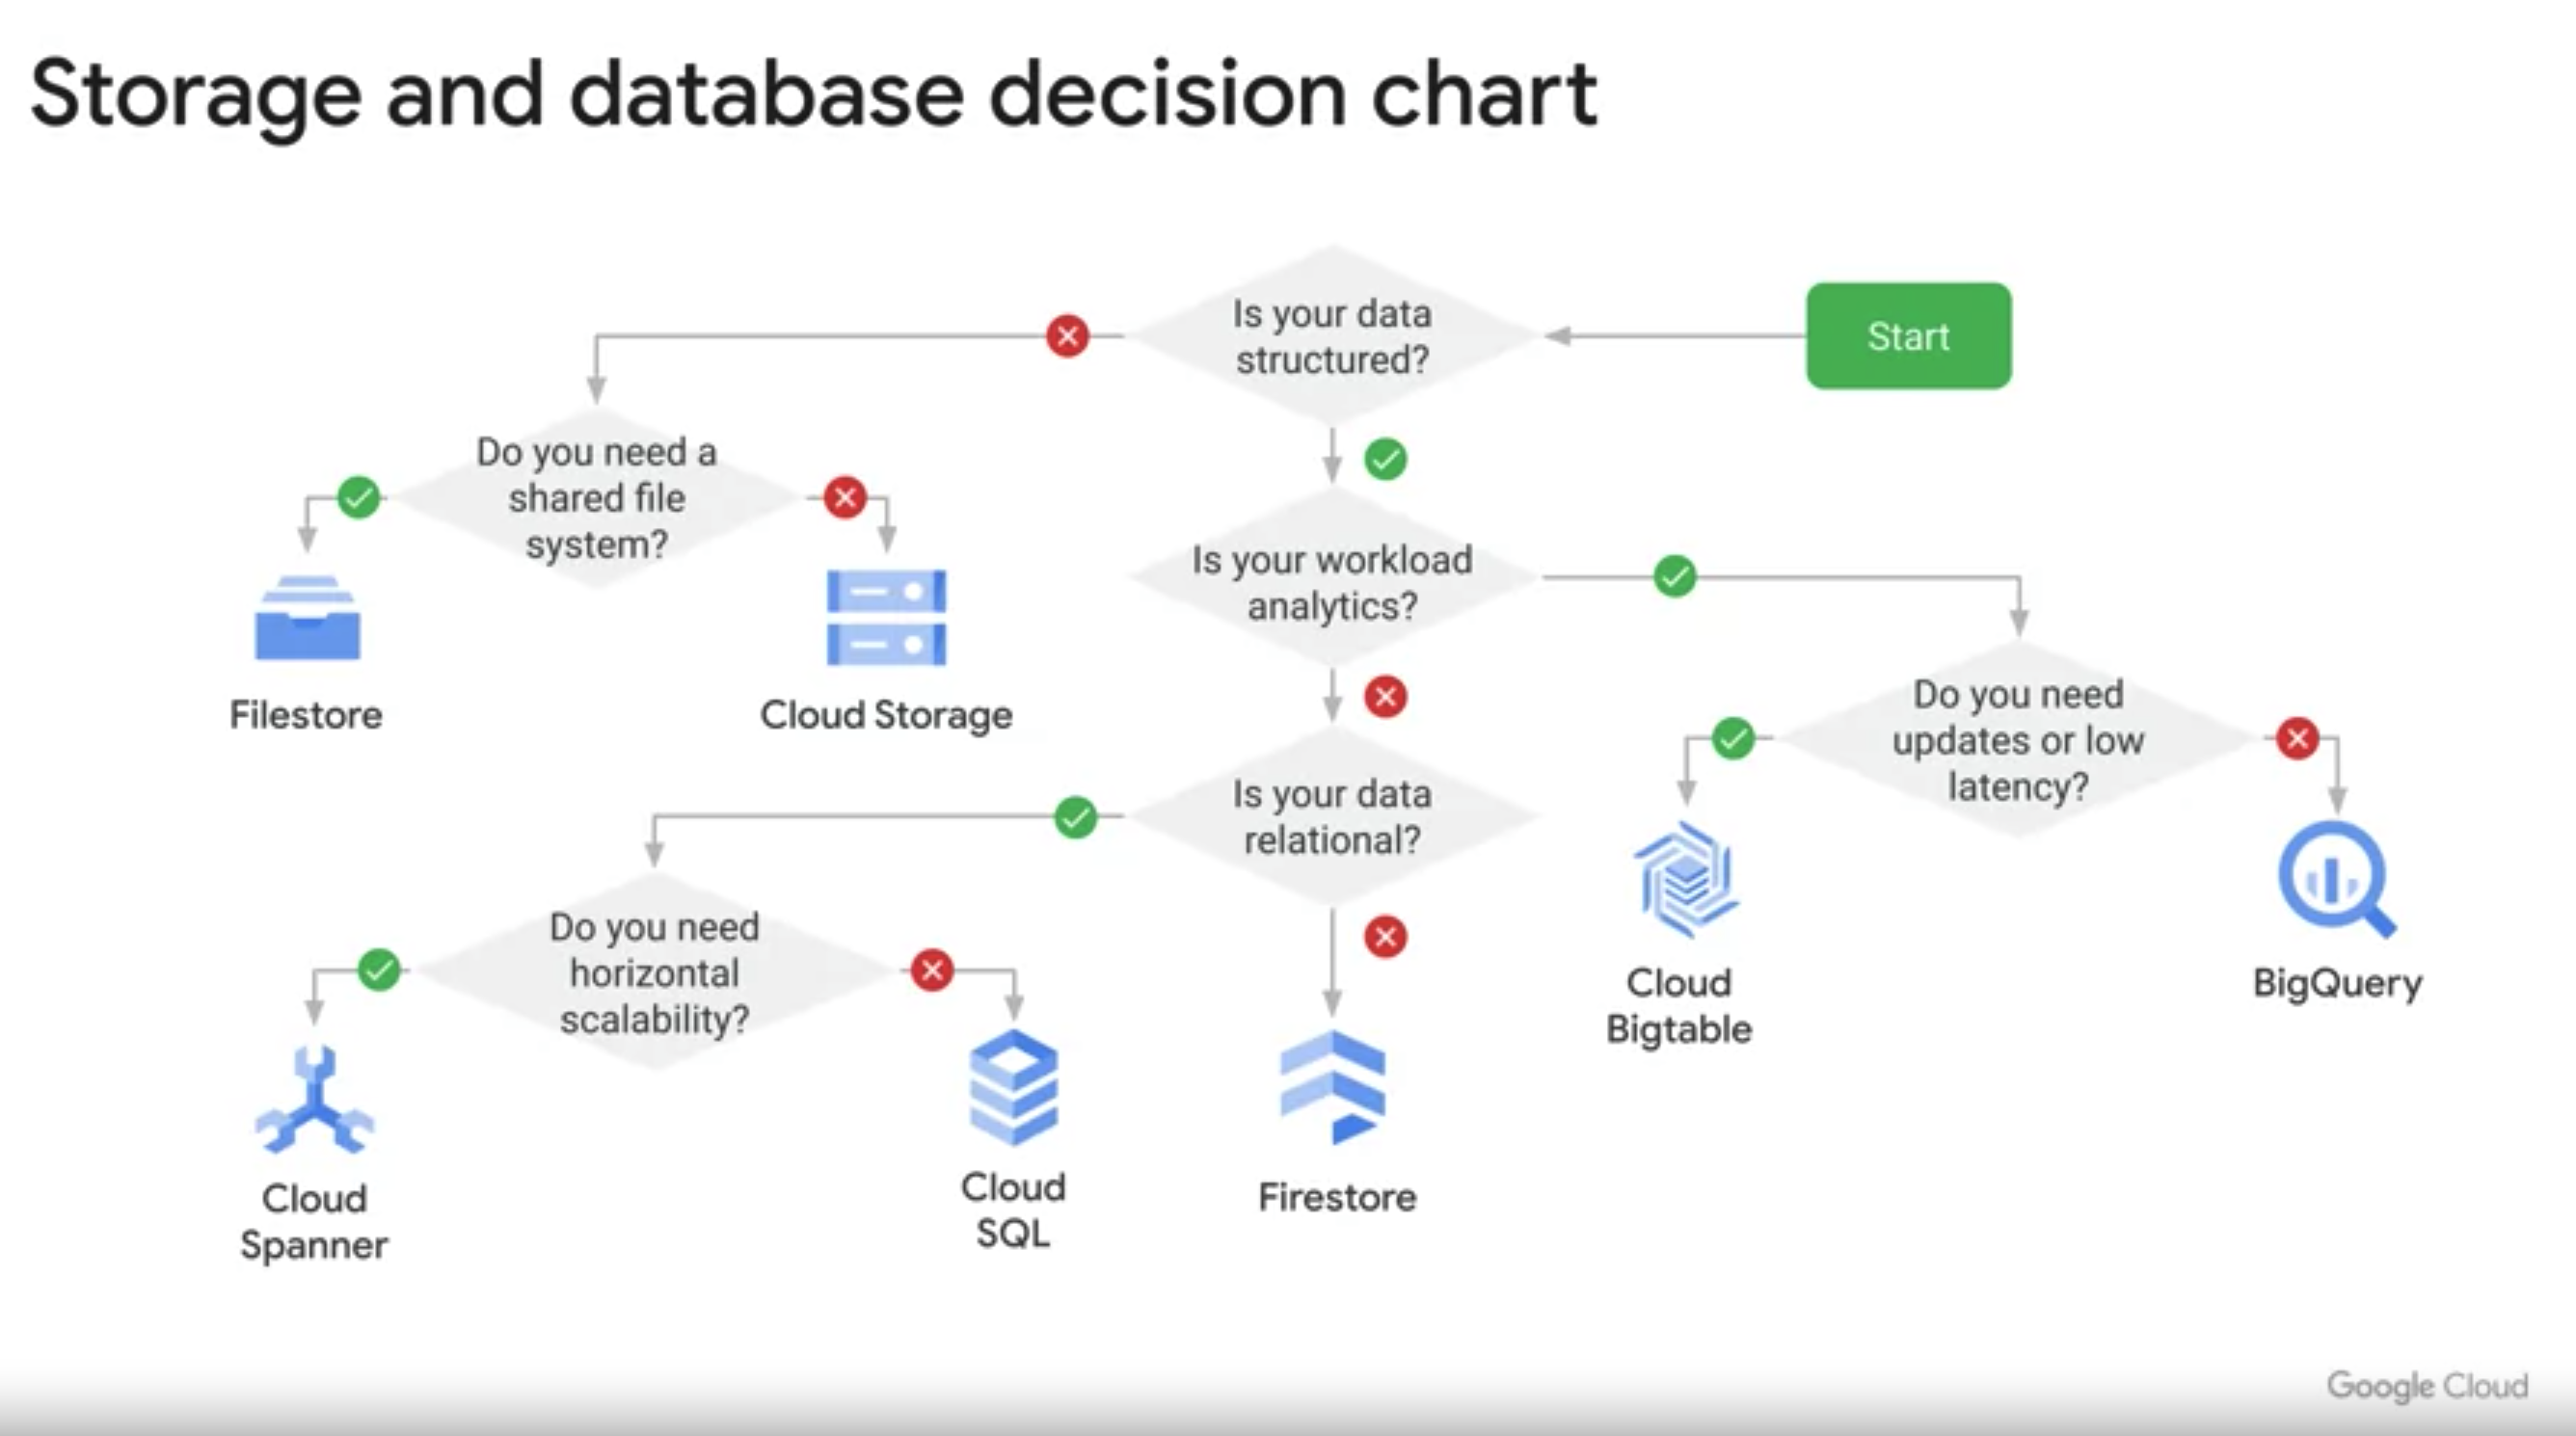 Storage and database decision chart
Is your data
structured?
Start
Do you need a
shared file
system?
Is your workload
analytics?
Filestore
Cloud Storage
Do you need
updates or low
latency?
Is your data
relational?
Do you need
horizontal
scalability?
Cloud
Bigtable
BigQuery
Cloud
Spanner
Cloud
SQL
Firestore
Google Cloud